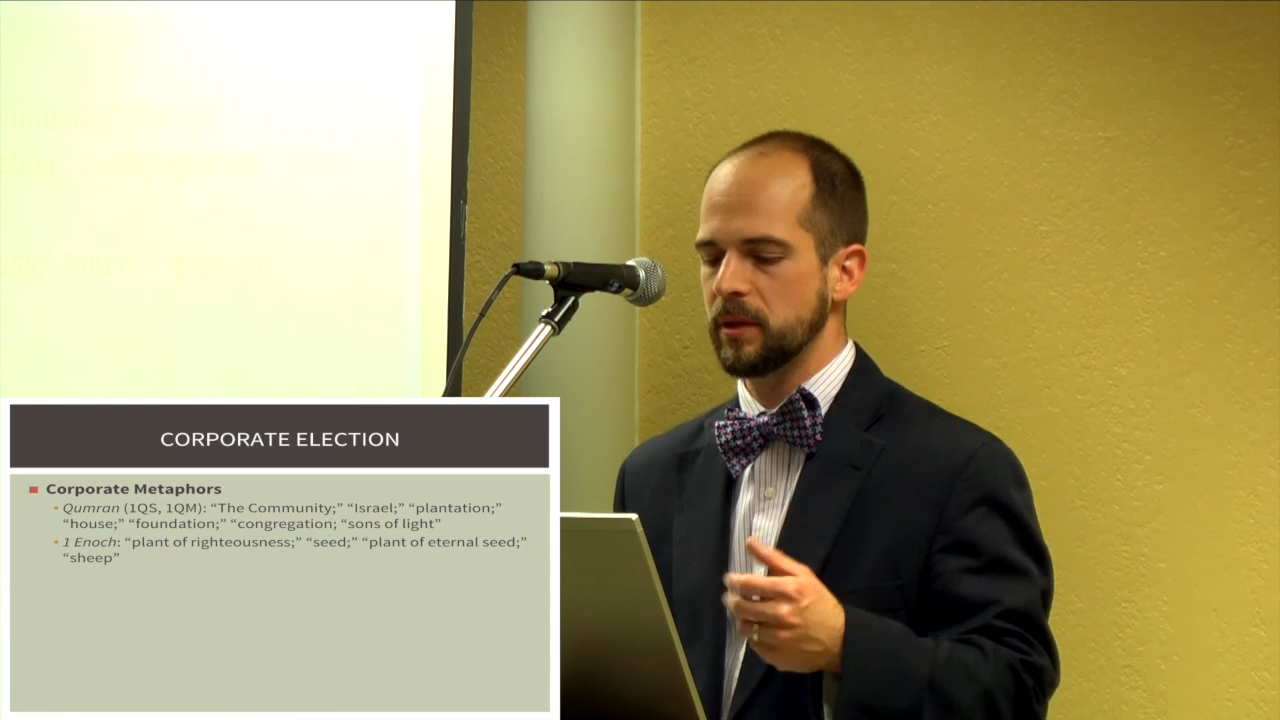 CORPORATE ELECTION
Corporate Metaphors
Qumran (1QS, 1QM): “The Community;” “Israel;” “plantation;”
“house;” “foundation;” “congregation; “sons of light”
1 Enoch: “plant of righteousness;” “seed;” “plant of eternal seed;”
“sheep”